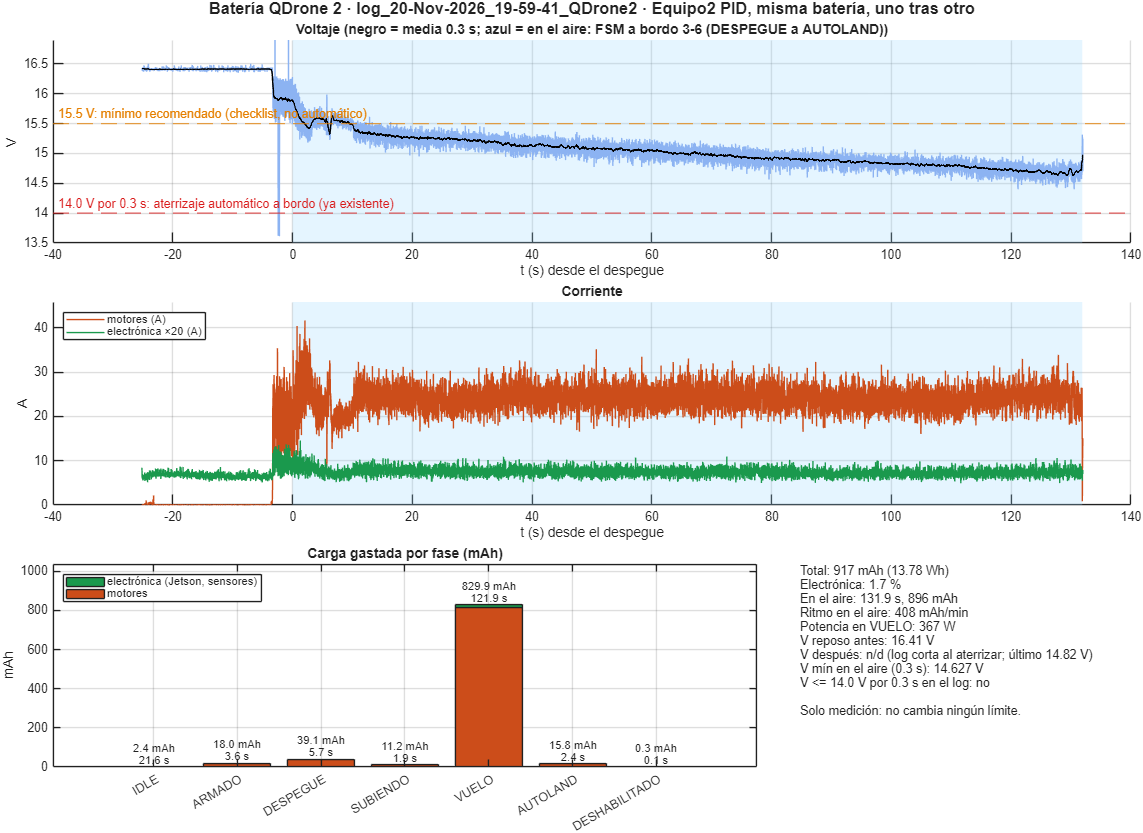 Batería QDrone 2 · log_20-Nov-2026_19-59-41_QDrone2 · Equipo2 PID, misma batería, uno tras otro
Voltaje (negro = media 0.3 s; azul = en el aire: FSM a bordo 3-6 (DESPEGUE a AUTOLAND))
16.5
16
15.5
15
14.5
14
13.5
V
15.5 V: mínimo recomendado (checklist, no automático)
14.0 V por 0.3 s: aterrizaje automático a bordo (ya existente)
-40 -20 0 20 40 60 80 100 120 140
t (s) desde el despegue
Corriente
motores (A)
electrónica ×20 (A)
40
30
20
10
0
A
-40 -20 0 20 40 60 80 100 120 140
t (s) desde el despegue
Carga gastada por fase (mAh)
electrónica (Jetson, sensores)
motores
1000
800
600
400
200
0
mAh
2.4 mAh
21.6 s
18.0 mAh
3.6 s
39.1 mAh
5.7 s
11.2 mAh
1.9 s
829.9 mAh
121.9 s
15.8 mAh
2.4 s
0.3 mAh
0.1 s
IDLE
ARMADO
DESPEGUE
SUBIENDO
VUELO
AUTOLAND
DESHABILITADO
Total: 917 mAh (13.78 Wh)
Electrónica: 1.7 %
En el aire: 131.9 s, 896 mAh
Ritmo en el aire: 408 mAh/min
Potencia en VUELO: 367 W
V reposo antes: 16.41 V
V después: n/d (log corta al aterrizar; último 14.82 V)
V mín en el aire (0.3 s): 14.627 V
V <= 14.0 V por 0.3 s en el log: no
Solo medición: no cambia ningún límite.